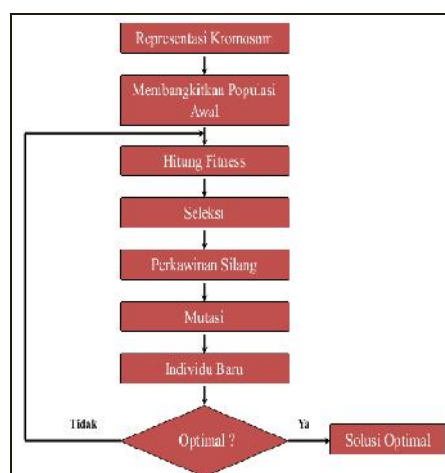 Representasi Kromosom
Membangkitkan Populasi
Awal
Hitung Fitness
Seleksi
Perkawinan Silang
Mutasi
Individu Baru
Tidak
Optimal ?
Ya
Solusi Optimal